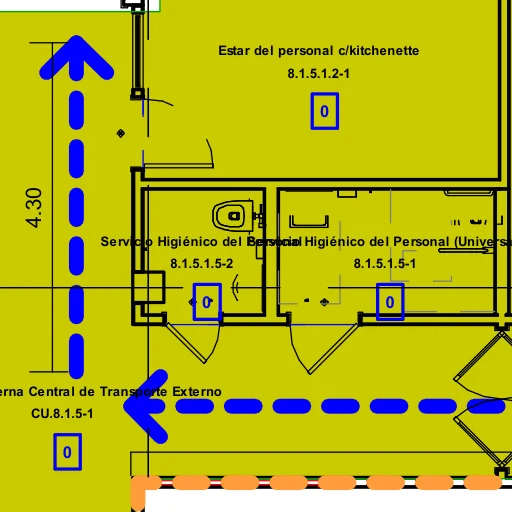 Estar del personal c/kitchenette
8.1.5.1.2-1
0
4.30
Servicio Higiénico del Personal
8.1.5.1.5-2
0
Servicio Higiénico del Personal (Univers
8.1.5.1.5-1
0
erna Central de Transporte Externo
CU.8.1.5-1
0